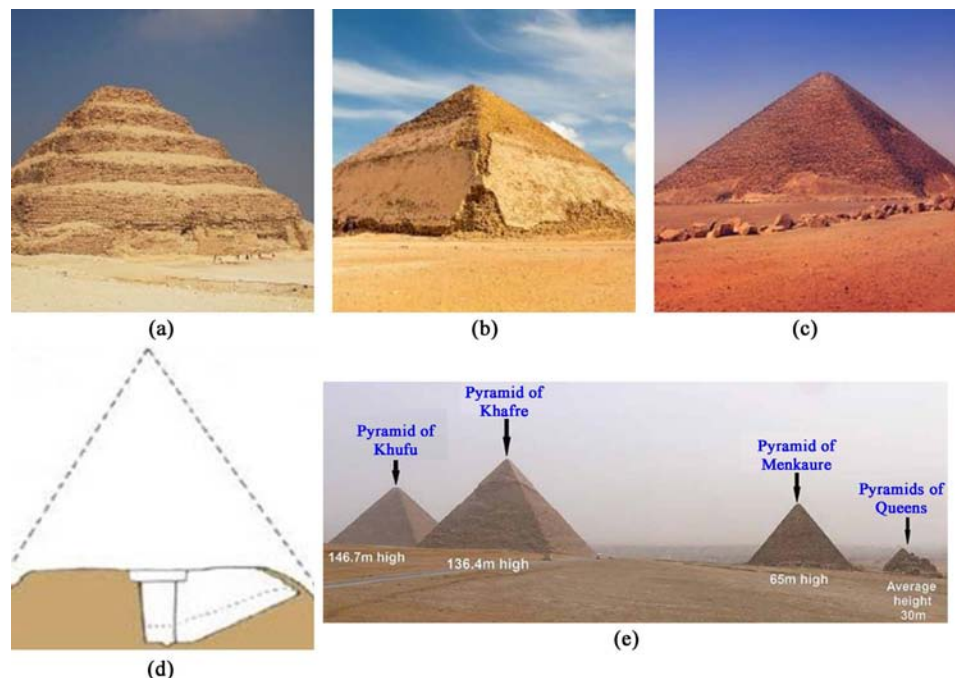 (a)
(b)
(c)
(d)
Pyramid of
Khufu
Pyramid of
Khafre
Pyramid of
Menkaure
Pyramids of
Queens
146.7m high
136.4m high
65m high
Average
height
30m
(e)